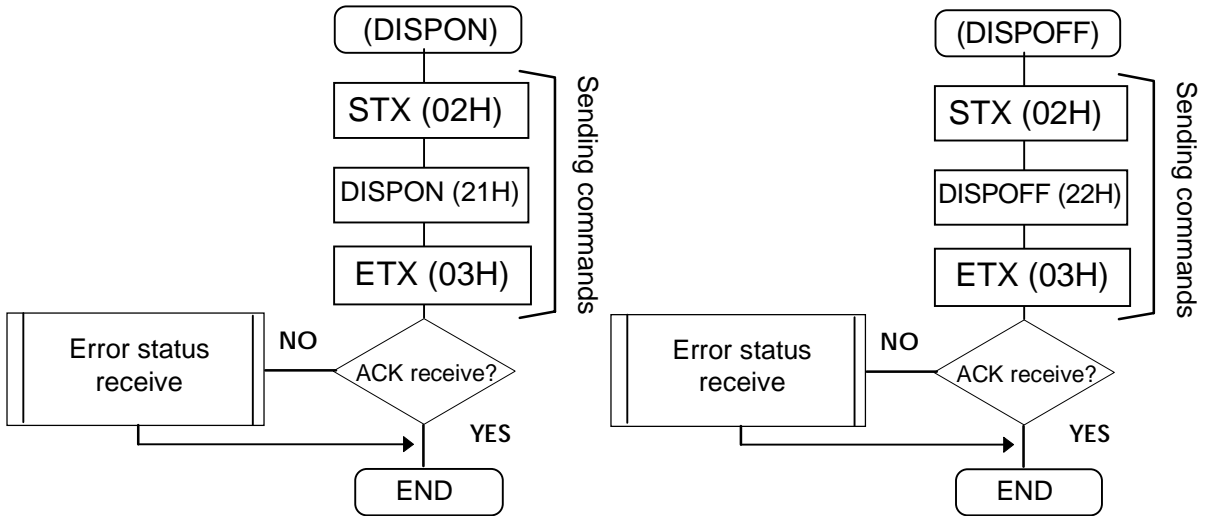 (DISPON)
STX (02H)
DISPON (21H)
ETX (03H)
Sending commands
ACK receive?
NO
Error status
receive
YES
END
(DISPOFF)
STX (02H)
DISPOFF (22H)
ETX (03H)
Sending commands
ACK receive?
NO
Error status
receive
YES
END